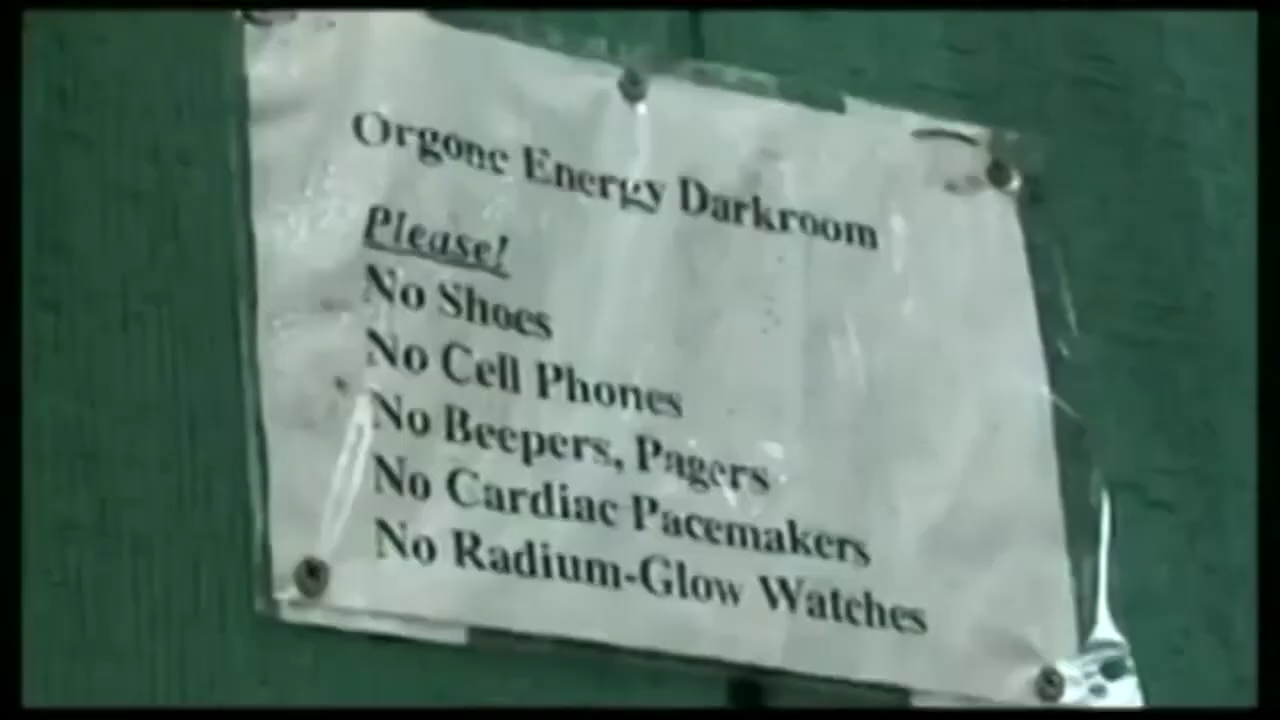 Orgone Energy Darkroom
Please!
No Shoes
No Cell Phones
No Beepers, Pagers
No Cardiac Pacemakers
No Radium-Glow Watches